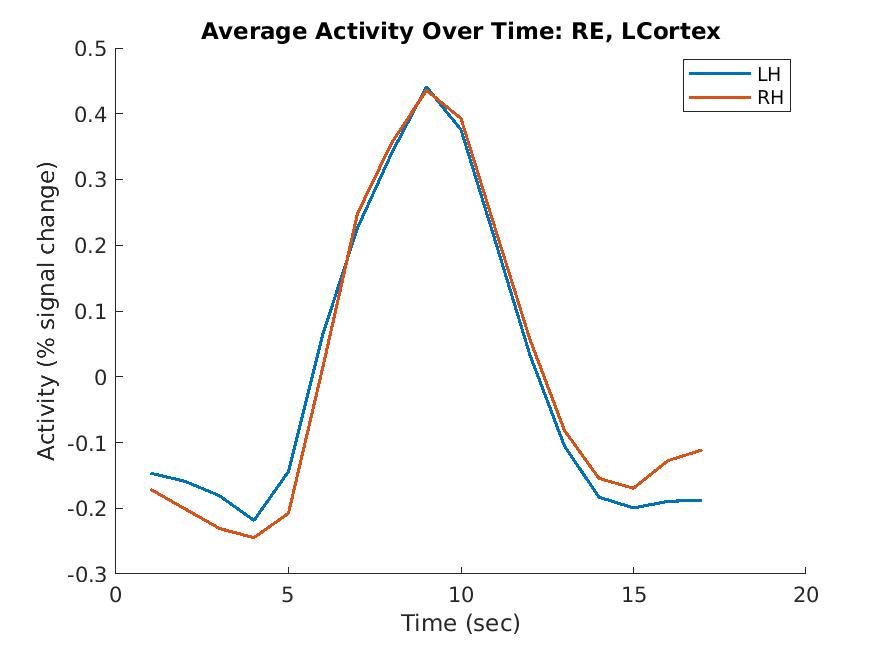 Average Activity Over Time: RE, LCortex
LH
RH
Activity (% signal change)
0.5
0.4
0.3
0.2
0.1
0
-0.1
-0.2
-0.3
0 5 10 15 20
Time (sec)